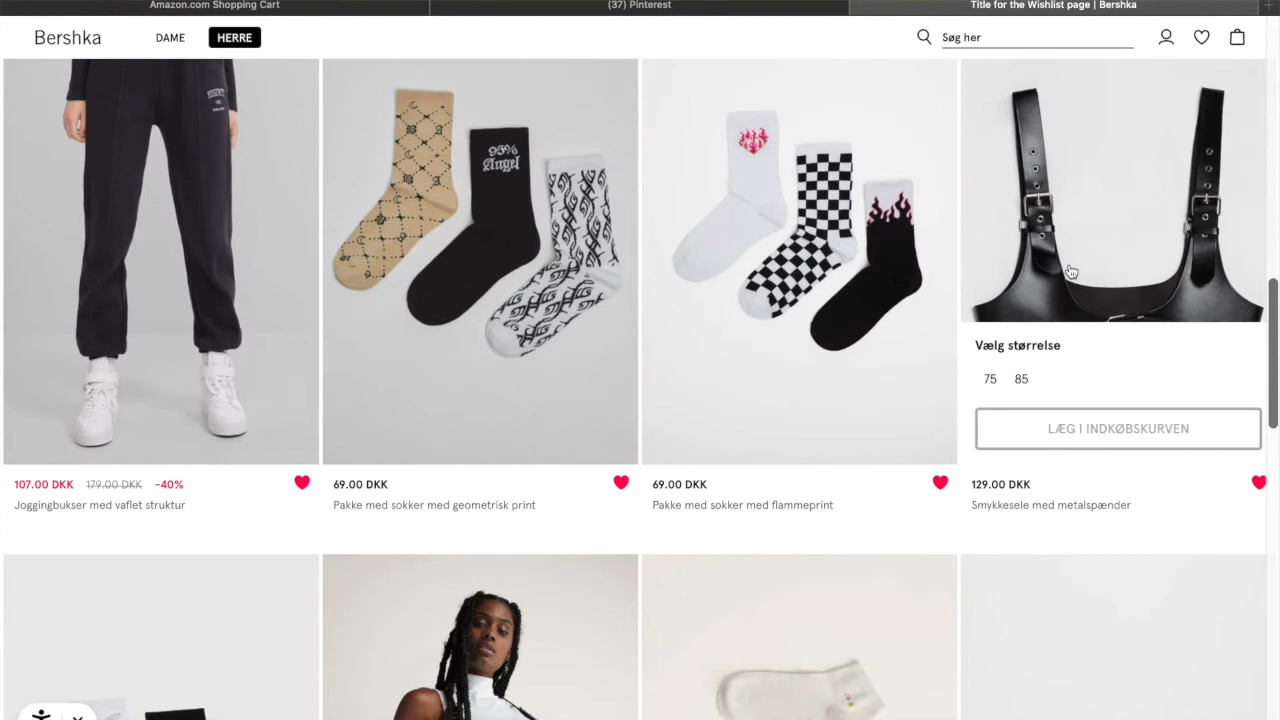 Amazon.com Shopping Cart
(37) Pinterest
Title for the Wishlist page | Bershka
Bershka
DAME
HERRE
Søg her
YOSEMITE
95%
Angel
Vælg størrelse
75 85
LÆG I INDKØBSKURVEN
107.00 DKK 179.00 DKK -40%
Joggingbukser med vaflet struktur
69.00 DKK
Pakke med sokker med geometrisk print
69.00 DKK
Pakke med sokker med flammeprint
129.00 DKK
Smykkesele med metalspænder